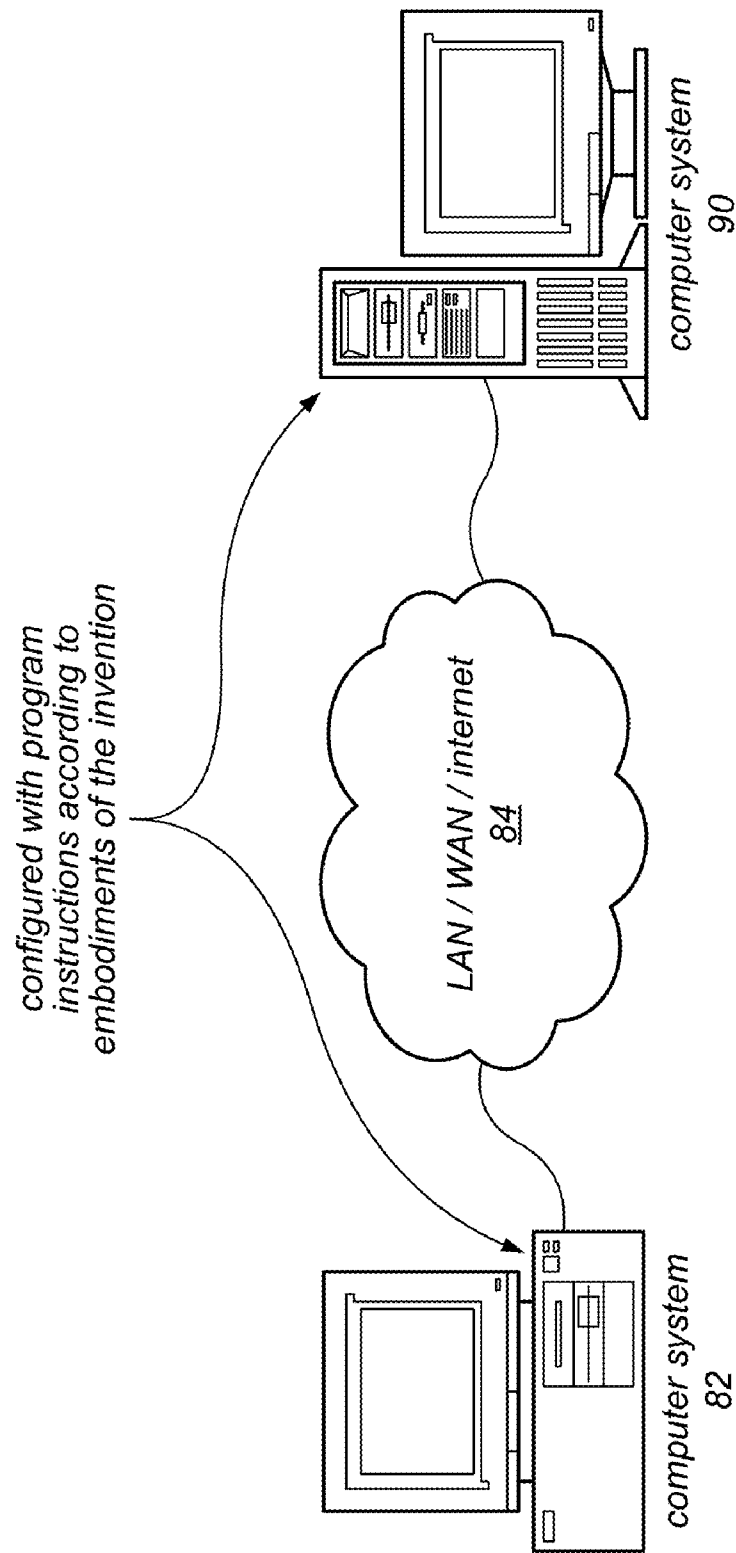 configured with program
instructions according to
embodiments of the invention
LAN / WAN / internet
84
computer system
82
computer system
90